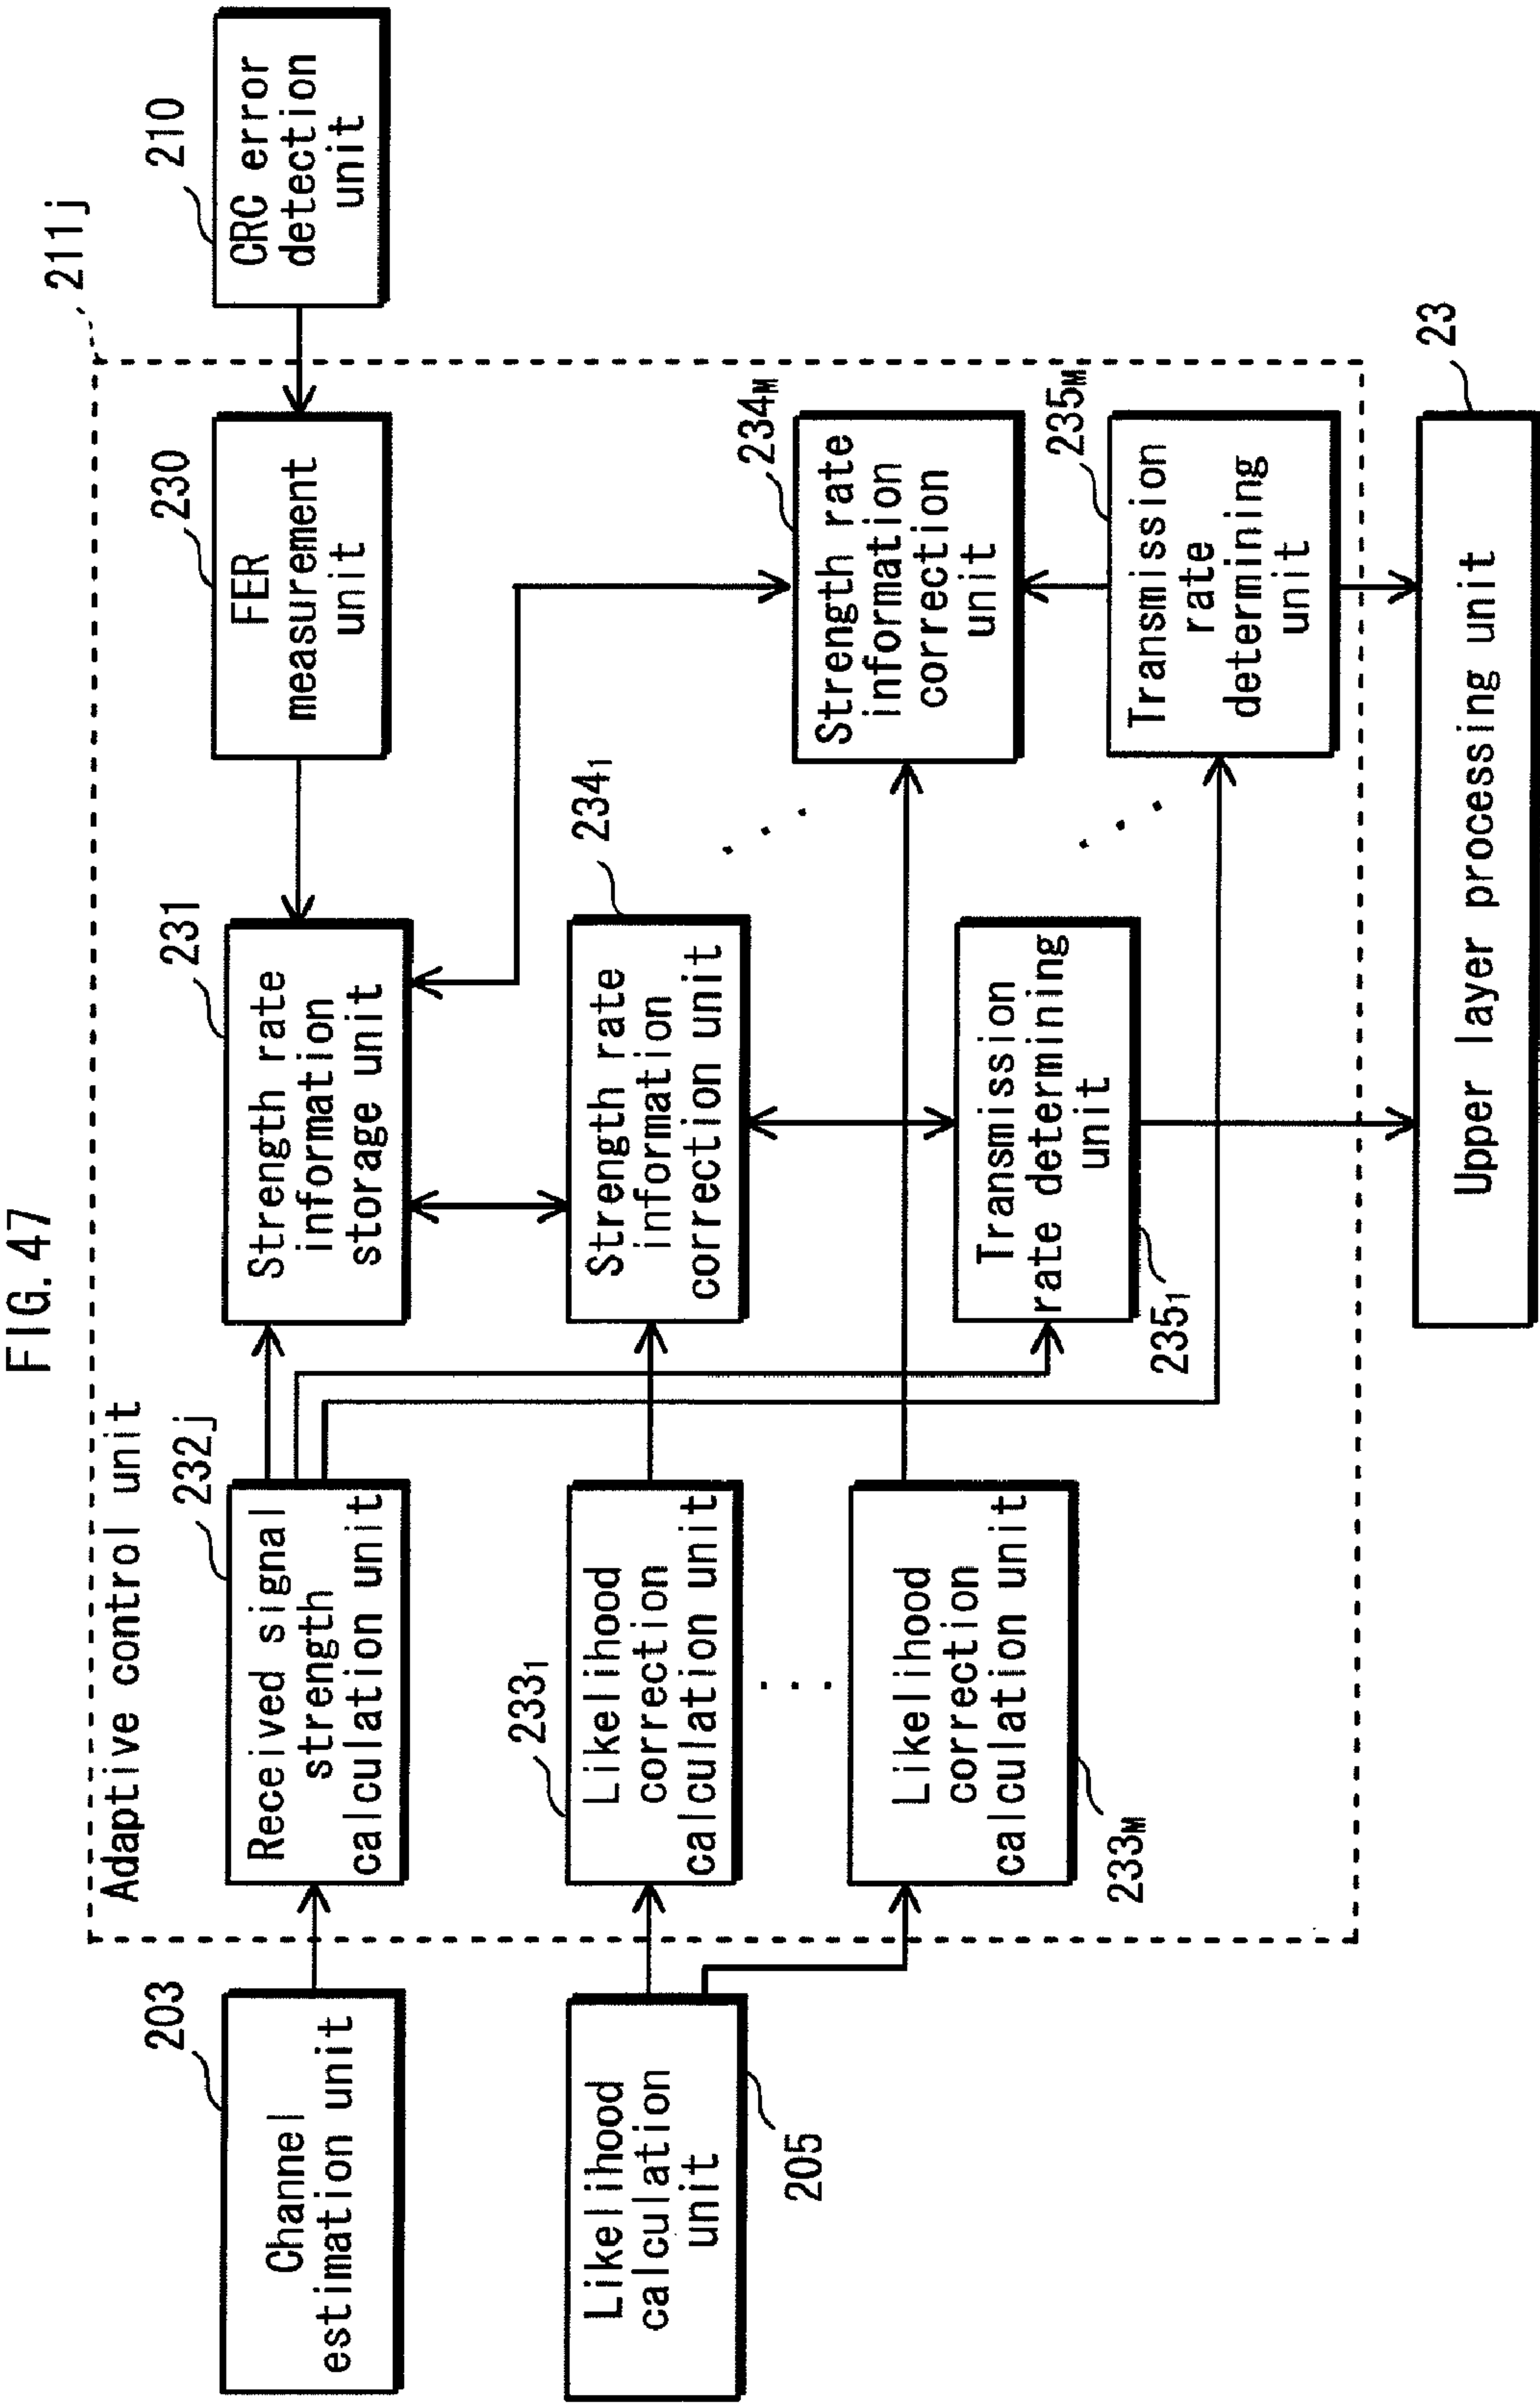 FIG. 47
211j
Adaptive control unit
203
Channel
estimation unit
232j
Received signal
strength
calculation unit
231
Strength rate
information
storage unit
230
FER
measurement
unit
210
CRC error
detection
unit
205
Likelihood
calculation
unit
233₁
Likelihood
correction
calculation unit
234₁
Strength rate
information
correction unit
233M
Likelihood
correction
calculation unit
234M
Strength rate
information
correction
unit
235₁
Transmission
rate determining
unit
235M
Transmission
rate
determining
unit
23
Upper layer processing unit